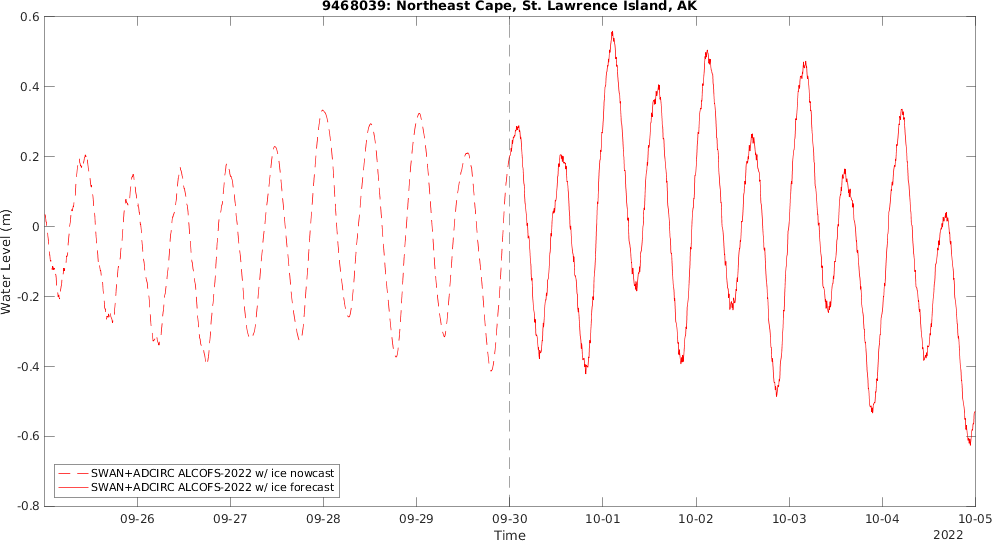 9468039: Northeast Cape, St. Lawrence Island, AK
0.6
0.4
0.2
0
-0.2
-0.4
-0.6
-0.8
Water Level (m)
SWAN+ADCIRC ALCOFS-2022 w/ ice nowcast
SWAN+ADCIRC ALCOFS-2022 w/ ice forecast
09-26 09-27 09-28 09-29 09-30 10-01 10-02 10-03 10-04 10-05
Time
2022